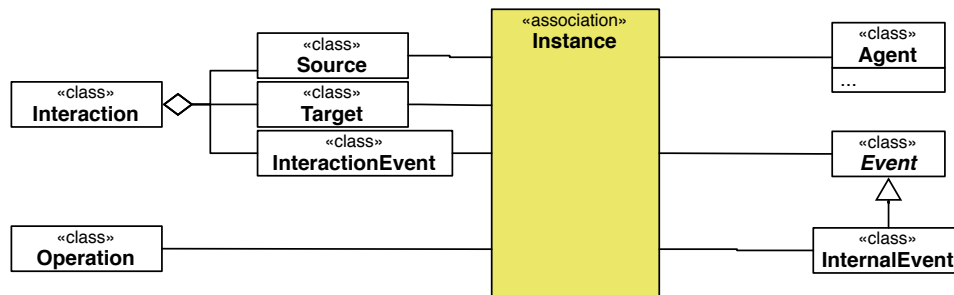 «association»
Instance
«class»
Source
«class»
Agent
...
«class»
Interaction
«class»
Target
«class»
InteractionEvent
«class»
Event
«class»
Operation
«class»
InternalEvent